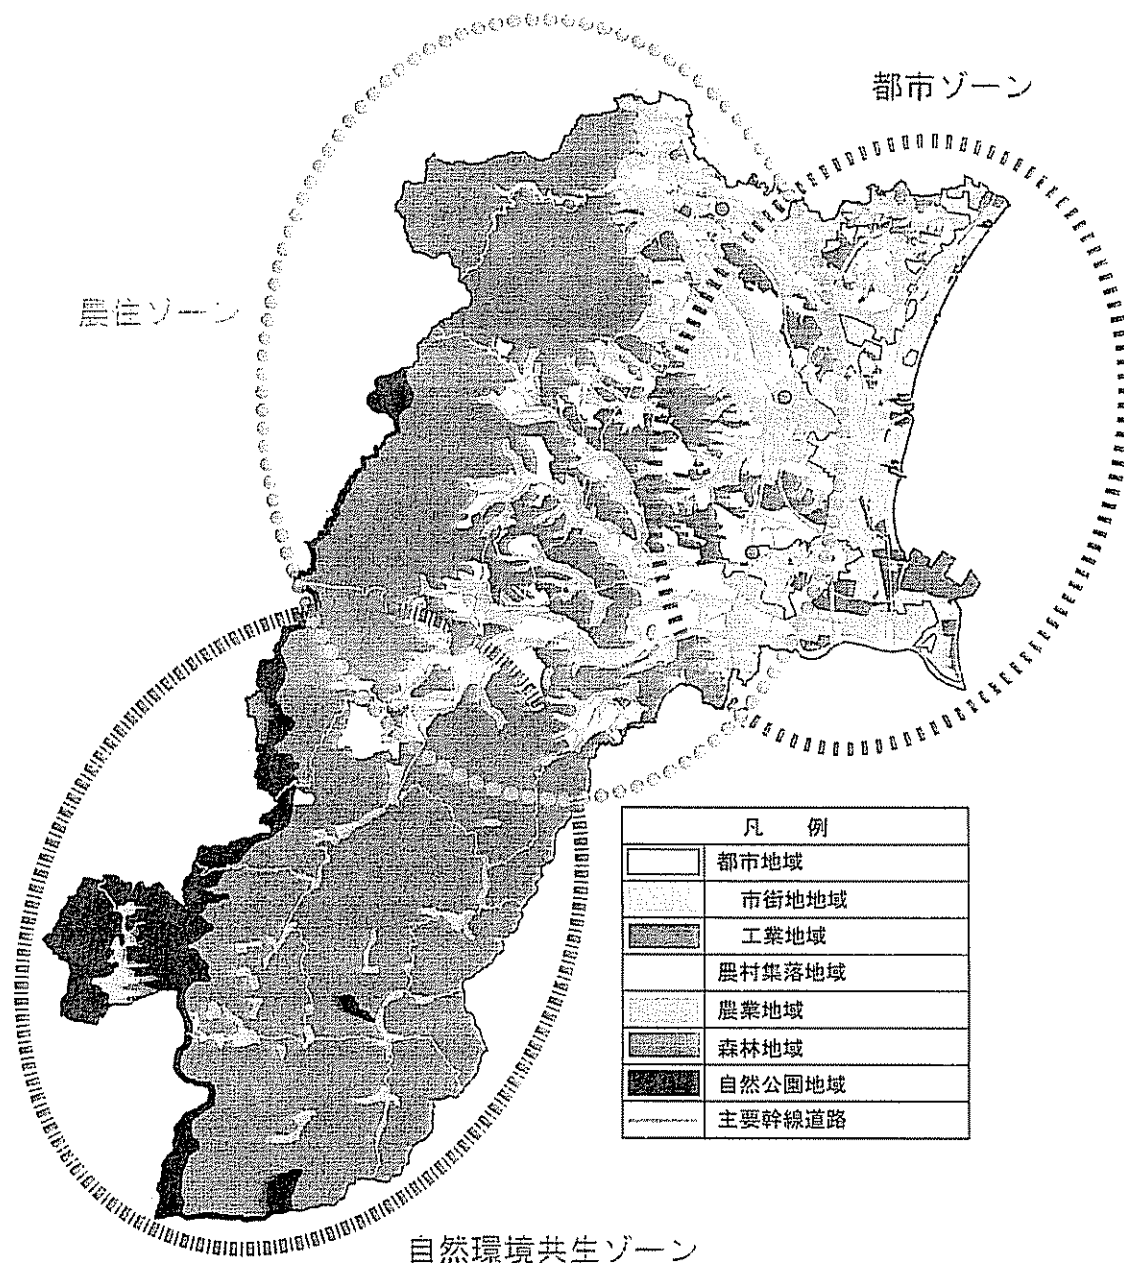 都市ゾーン
農住ゾーン
凡 例
都市地域
市街地地域
工業地域
農村集落地域
農業地域
森林地域
自然公園地域
主要幹線道路
自然環境共生ゾーン